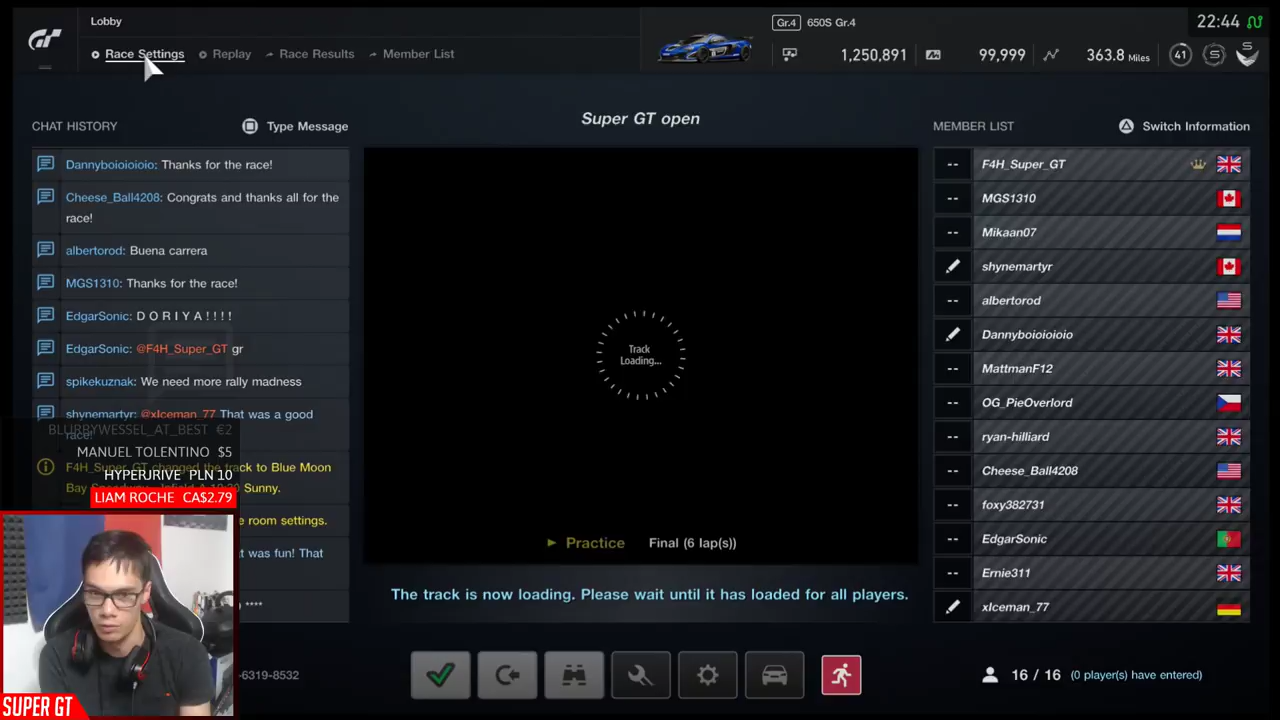 Lobby
Race Settings
Replay
Race Results
Member List
Gr.4
650S Gr.4
22:44
1,250,891
99,999
363.8 Miles
41
S
S
CHAT HISTORY
Type Message
Super GT open
MEMBER LIST
Switch Information
Dannyboioioioio: Thanks for the race!
Cheese_Ball4208: Congrats and thanks all for the
race!
albertorod: Buena carrera
MGS1310: Thanks for the race!
EdgarSonic: D O R I Y A ! ! ! !
EdgarSonic: @F4H_Super_GT gr
spikekuznak: We need more rally madness
shynemartyr: @xIceman_77 That was a good
race!
F4H_Super_GT changed the track to Blue Moon
Bay Speedway - Infield A 10:30 Sunny.
e room settings.
t was fun! That
****
BLURRYWESSEL_AT_BEST €2
MANUEL TOLENTINO $5
HYPERJRIVE PLN 10
LIAM ROCHE CA$2.79
Track
Loading...
Practice
Final (6 lap(s))
The track is now loading. Please wait until it has loaded for all players.
-- F4H_Super_GT
-- MGS1310
-- Mikaan07
shynemartyr
-- albertorod
Dannyboioioioio
-- MattmanF12
-- OG_PieOverlord
-- ryan-hilliard
-- Cheese_Ball4208
-- foxy382731
-- EdgarSonic
-- Ernie311
xIceman_77
-6319-8532
16 / 16
(0 player(s) have entered)
SUPER GT